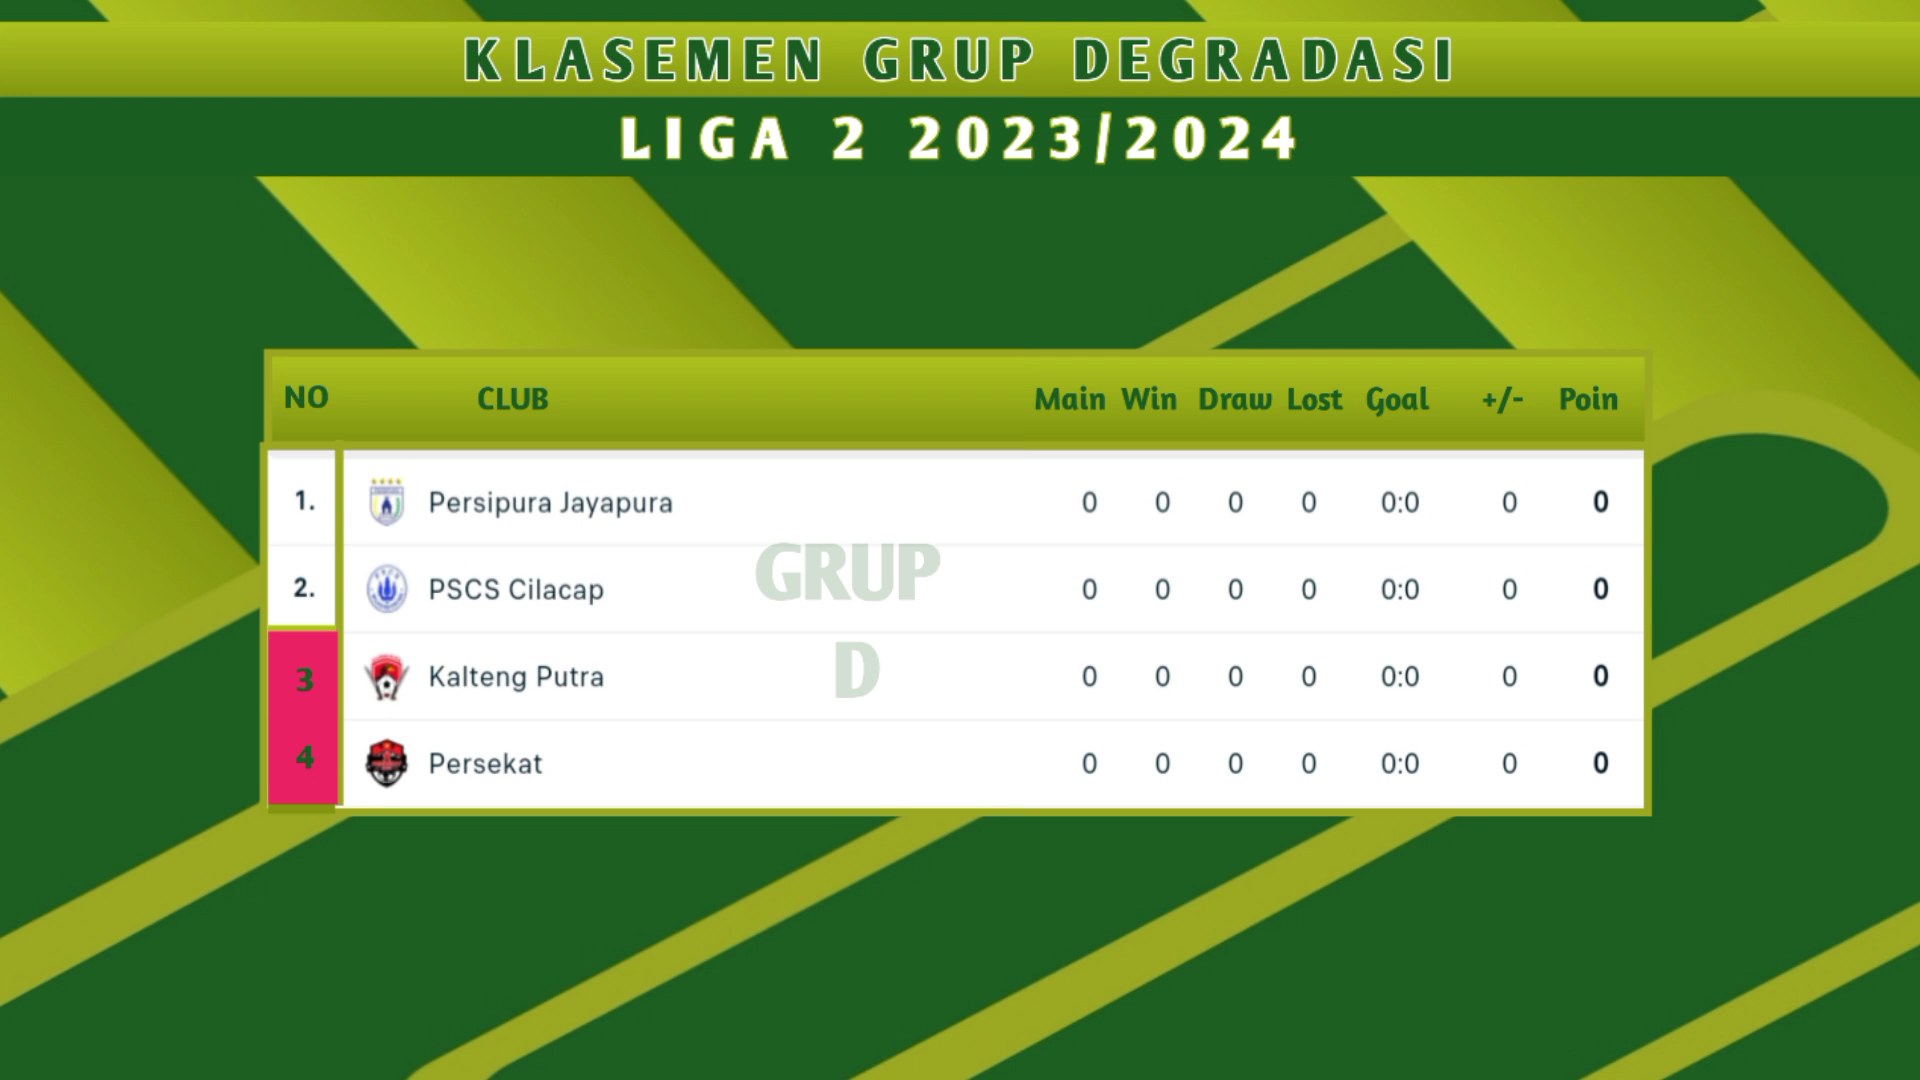 KLASEMEN GRUP DEGRADASI
LIGA 2 2023/2024
NO CLUB Main Win Draw Lost Goal +/- Poin
1. Persipura Jayapura 0 0 0 0 0:0 0 0
2. PSCS Cilacap 0 0 0 0 0:0 0 0
3 Kalteng Putra 0 0 0 0 0:0 0 0
4 Persekat 0 0 0 0 0:0 0 0
GRUP
D